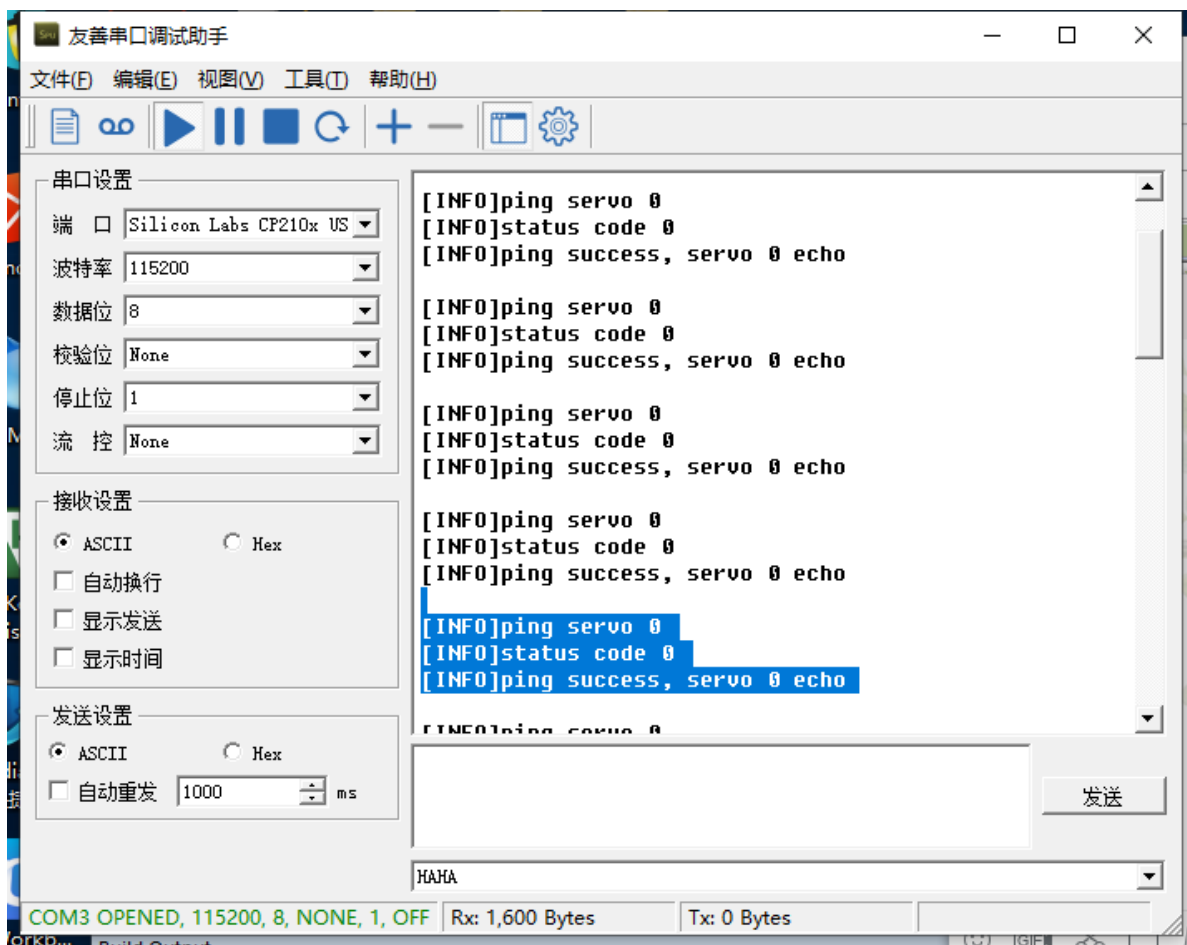 友善串口调试助手
文件(F) 编辑(E) 视图(V) 工具(T) 帮助(H)
串口设置
端 口 Silicon Labs CP210x US
波特率 115200
数据位 8
校验位 None
停止位 1
流 控 None
接收设置
ASCII Hex
自动换行
显示发送
显示时间
发送设置
ASCII Hex
自动重发 1000 ms
[INFO]ping servo 0
[INFO]status code 0
[INFO]ping success, servo 0 echo
[INFO]ping servo 0
[INFO]status code 0
[INFO]ping success, servo 0 echo
[INFO]ping servo 0
[INFO]status code 0
[INFO]ping success, servo 0 echo
[INFO]ping servo 0
[INFO]status code 0
[INFO]ping success, servo 0 echo
[INFO]ping servo 0
[INFO]status code 0
[INFO]ping success, servo 0 echo
[INFO]ping servo 0
发送
HAHA
COM3 OPENED, 115200, 8, NONE, 1, OFF Rx: 1,600 Bytes Tx: 0 Bytes